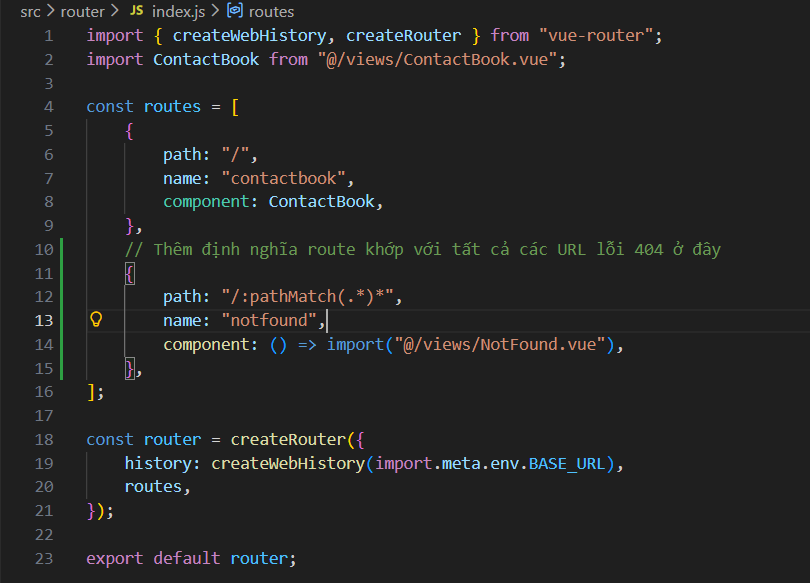 src > router > JS index.js > routes
1 import { createWebHistory, createRouter } from "vue-router";
2 import ContactBook from "@/views/ContactBook.vue";
3
4 const routes = [
5 {
6 path: "/",
7 name: "contactbook",
8 component: ContactBook,
9 },
10 // Thêm định nghĩa route khớp với tất cả các URL lỗi 404 ở đây
11 {
12 path: "/:pathMatch(.*)*",
13 name: "notfound",
14 component: () => import("@/views/NotFound.vue"),
15 },
16 ];
17
18 const router = createRouter({
19 history: createWebHistory(import.meta.env.BASE_URL),
20 routes,
21 });
22
23 export default router;